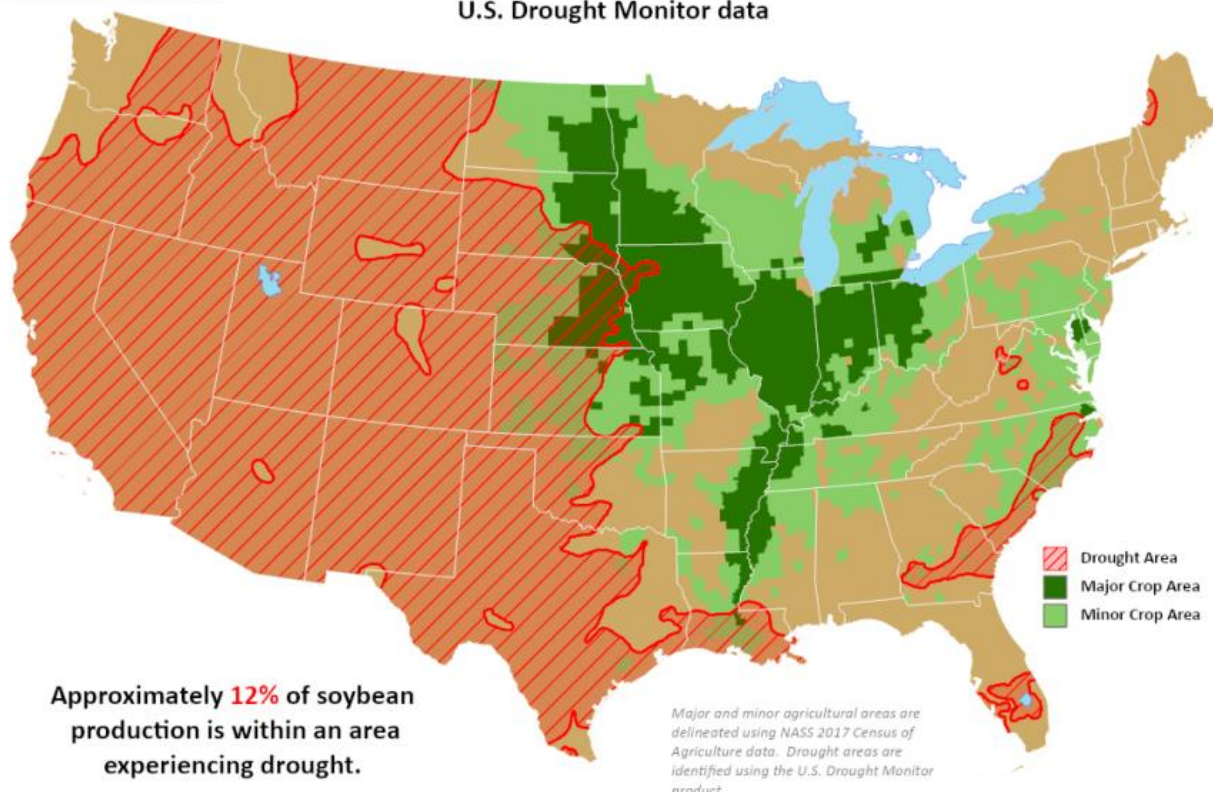 U.S. Drought Monitor data
Drought Area
Major Crop Area
Minor Crop Area
Approximately 12% of soybean
production is within an area
experiencing drought.
Major and minor agricultural areas are
delineated using NASS 2017 Census of
Agriculture data. Drought areas are
identified using the U.S. Drought Monitor
product